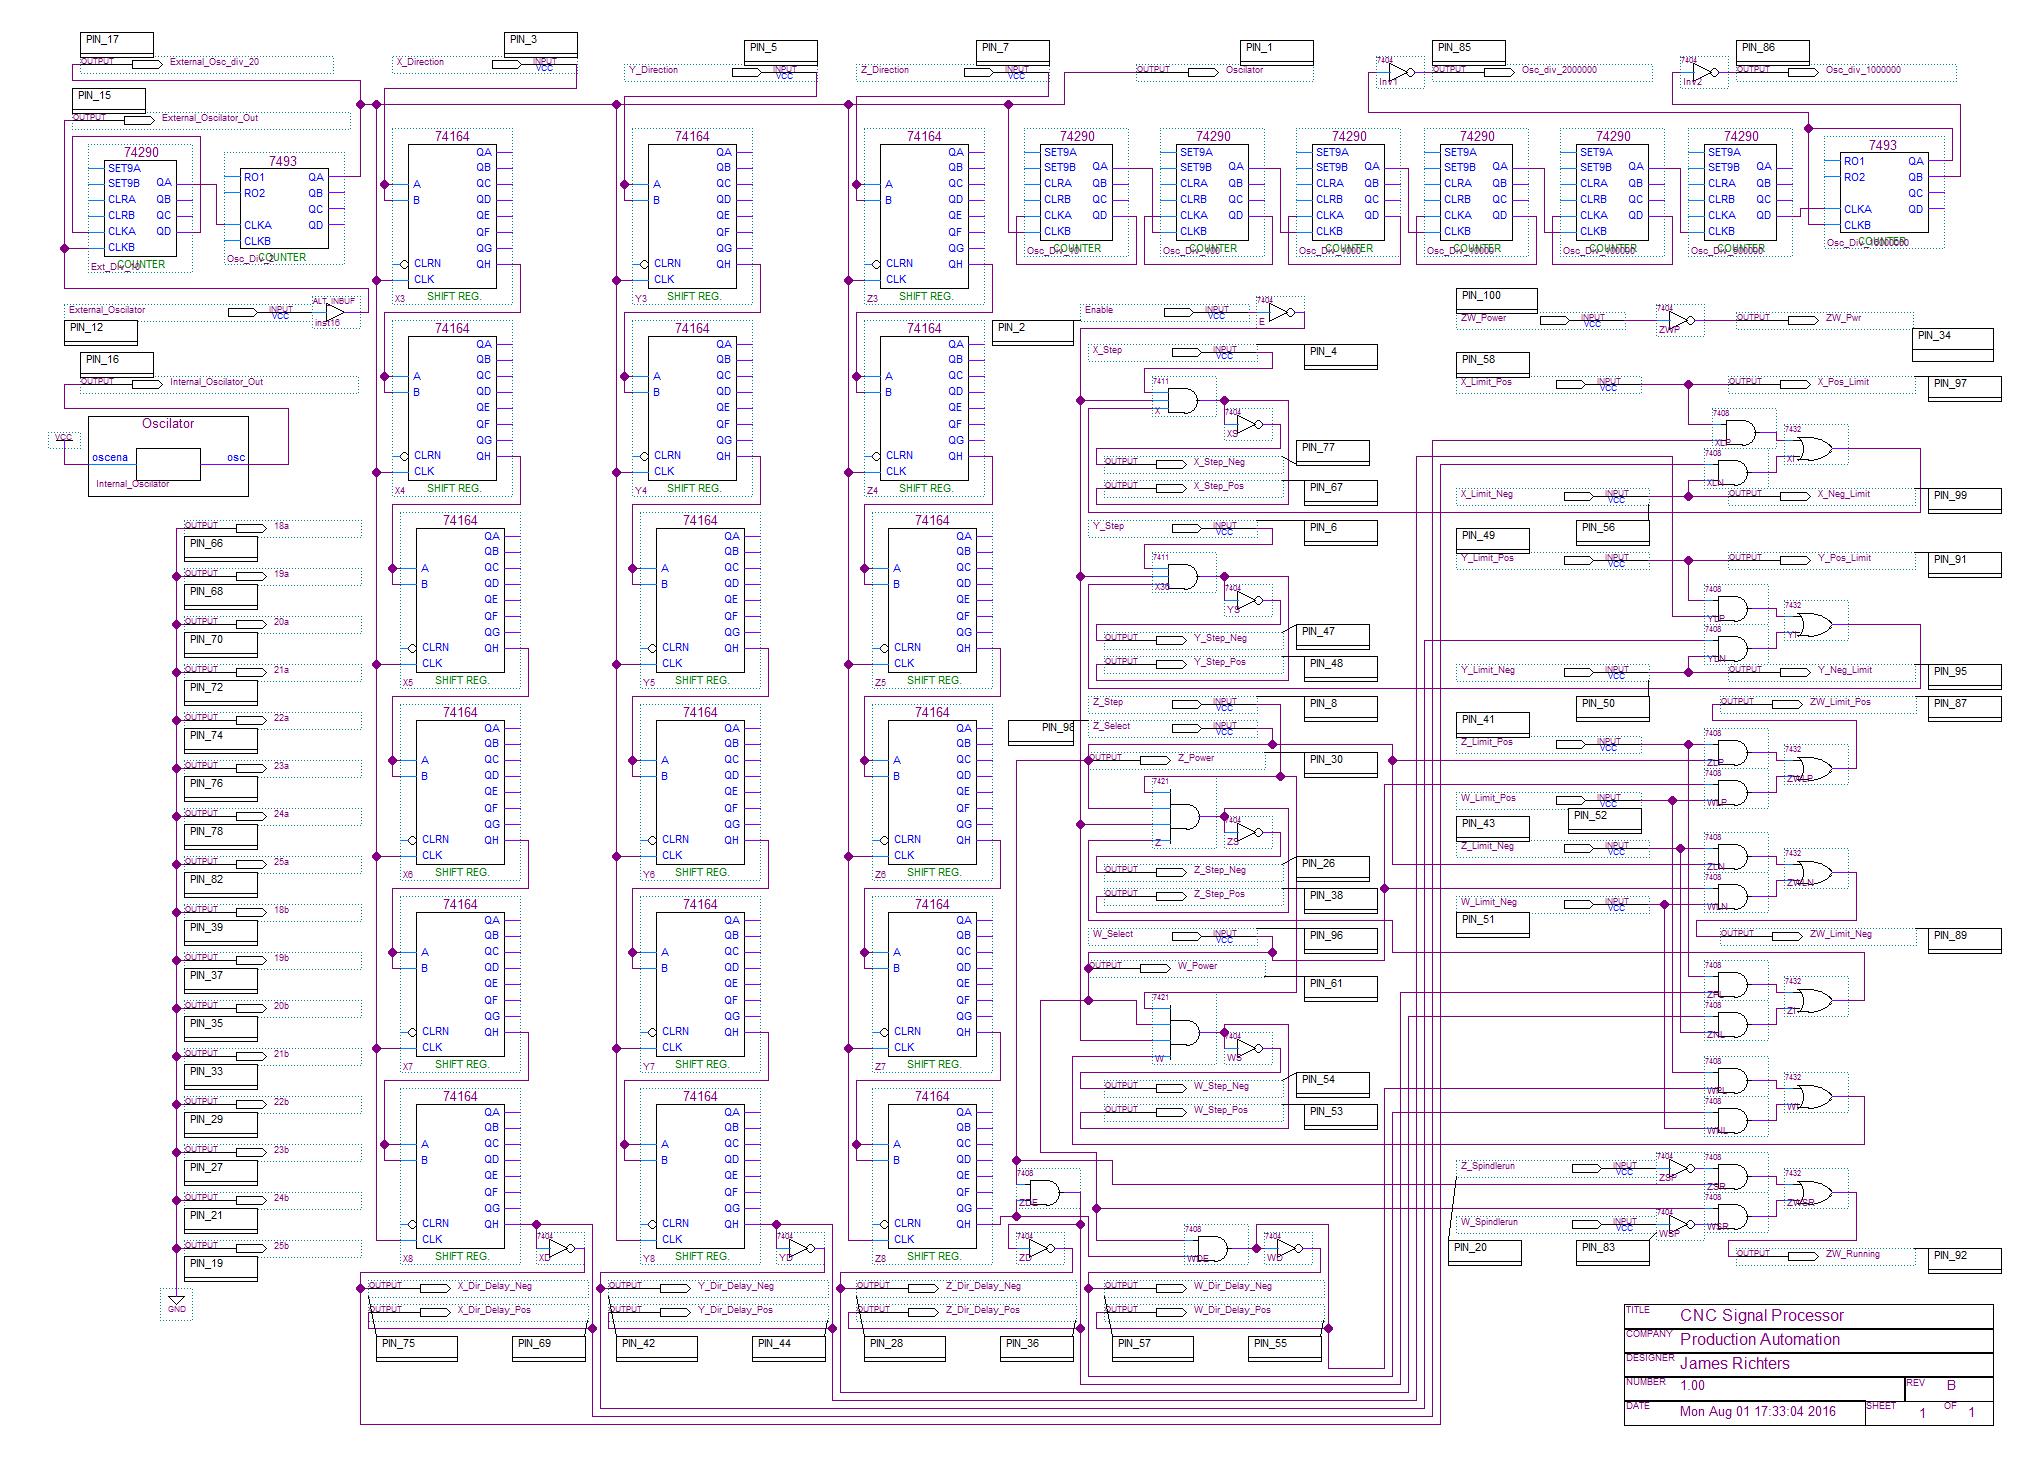 PIN_17
OUTPUT External_Osc_div_20
PIN_15
OUTPUT External_Oscilator_Out
74290
SET9A
SET9B QA
CLRA QB
CLRB QC
CLKA QD
CLKB
COUNTER
Ext_Div_10
7493
RO1 QA
RO2 QB
QC
CLKA QD
CLKB
COUNTER
Osc_Div_2
External_Oscilator INPUT VCC
ALT_INBUF
inst16
PIN_12
PIN_16
OUTPUT Internal_Oscilator_Out
Oscilator
VCC
oscena osc
Internal_Oscilator
OUTPUT 18a
PIN_66
OUTPUT 19a
PIN_68
OUTPUT 20a
PIN_70
OUTPUT 21a
PIN_72
OUTPUT 22a
PIN_74
OUTPUT 23a
PIN_76
OUTPUT 24a
PIN_78
OUTPUT 25a
PIN_82
OUTPUT 18b
PIN_39
OUTPUT 19b
PIN_37
OUTPUT 20b
PIN_35
OUTPUT 21b
PIN_33
OUTPUT 22b
PIN_29
OUTPUT 23b
PIN_27
OUTPUT 24b
PIN_21
OUTPUT 25b
PIN_19
GND
PIN_3
X_Direction INPUT VCC
74164
QA
QB
A QC
B QD
QE
QF
QG
CLRN QH
CLK
X3 SHIFT REG.
74164
QA
QB
A QC
B QD
QE
QF
QG
CLRN QH
CLK
X4 SHIFT REG.
74164
QA
QB
A QC
B QD
QE
QF
QG
CLRN QH
CLK
X5 SHIFT REG.
74164
QA
QB
A QC
B QD
QE
QF
QG
CLRN QH
CLK
X6 SHIFT REG.
74164
QA
QB
A QC
B QD
QE
QF
QG
CLRN QH
CLK
X7 SHIFT REG.
74164
QA
QB
A QC
B QD
QE
QF
QG
CLRN QH
CLK
X8 SHIFT REG.
7404
XD
OUTPUT X_Dir_Delay_Neg
OUTPUT X_Dir_Delay_Pos
PIN_75 PIN_69
PIN_5
Y_Direction INPUT VCC
74164
QA
QB
A QC
B QD
QE
QF
QG
CLRN QH
CLK
Y3 SHIFT REG.
74164
QA
QB
A QC
B QD
QE
QF
QG
CLRN QH
CLK
Y4 SHIFT REG.
74164
QA
QB
A QC
B QD
QE
QF
QG
CLRN QH
CLK
Y5 SHIFT REG.
74164
QA
QB
A QC
B QD
QE
QF
QG
CLRN QH
CLK
Y6 SHIFT REG.
74164
QA
QB
A QC
B QD
QE
QF
QG
CLRN QH
CLK
Y7 SHIFT REG.
74164
QA
QB
A QC
B QD
QE
QF
QG
CLRN QH
CLK
Y8 SHIFT REG.
7404
YD
OUTPUT Y_Dir_Delay_Neg
OUTPUT Y_Dir_Delay_Pos
PIN_42 PIN_44
PIN_7
Z_Direction INPUT VCC
74164
QA
QB
A QC
B QD
QE
QF
QG
CLRN QH
CLK
Z3 SHIFT REG.
74164
QA
QB
A QC
B QD
QE
QF
QG
CLRN QH
CLK
Z4 SHIFT REG.
74164
QA
QB
A QC
B QD
QE
QF
QG
CLRN QH
CLK
Z5 SHIFT REG.
74164
QA
QB
A QC
B QD
QE
QF
QG
CLRN QH
CLK
Z6 SHIFT REG.
74164
QA
QB
A QC
B QD
QE
QF
QG
CLRN QH
CLK
Z7 SHIFT REG.
74164
QA
QB
A QC
B QD
QE
QF
QG
CLRN QH
CLK
Z8 SHIFT REG.
7408
ZDE
7404
ZD
OUTPUT Z_Dir_Delay_Neg
OUTPUT Z_Dir_Delay_Pos
PIN_28 PIN_36
7408
WDE
7404
WD
OUTPUT W_Dir_Delay_Neg
OUTPUT W_Dir_Delay_Pos
PIN_57 PIN_55
PIN_1
OUTPUT Oscilator
PIN_85
7404
Inv1
OUTPUT Osc_div_2000000
PIN_86
7404
Inv2
OUTPUT Osc_div_1000000
74290
SET9A
SET9B QA
CLRA QB
CLRB QC
CLKA QD
CLKB
COUNTER
Osc_Div_10
74290
SET9A
SET9B QA
CLRA QB
CLRB QC
CLKA QD
CLKB
COUNTER
Osc_Div_100
74290
SET9A
SET9B QA
CLRA QB
CLRB QC
CLKA QD
CLKB
COUNTER
Osc_Div_1000
74290
SET9A
SET9B QA
CLRA QB
CLRB QC
CLKA QD
CLKB
COUNTER
Osc_Div_10000
74290
SET9A
SET9B QA
CLRA QB
CLRB QC
CLKA QD
CLKB
COUNTER
Osc_Div_100000
74290
SET9A
SET9B QA
CLRA QB
CLRB QC
CLKA QD
CLKB
COUNTER
7493
RO1 QA
RO2 QB
QC
CLKA QD
CLKB
COUNTER
PIN_2
Enable INPUT VCC
7404
E
X_Step INPUT VCC
PIN_4
7411
X
7404
XS
PIN_77
OUTPUT X_Step_Neg
OUTPUT X_Step_Pos
PIN_67
Y_Step INPUT VCC
PIN_6
7411
X36
7404
YS
PIN_47
OUTPUT Y_Step_Neg
OUTPUT Y_Step_Pos
PIN_48
Z_Step INPUT VCC
PIN_8
PIN_98
Z_Select INPUT VCC
OUTPUT Z_Power
PIN_30
7421
Z
7404
ZS
PIN_26
OUTPUT Z_Step_Neg
OUTPUT Z_Step_Pos
PIN_38
W_Select INPUT VCC
PIN_96
OUTPUT W_Power
PIN_61
7421
W
7404
WS
PIN_54
OUTPUT W_Step_Neg
OUTPUT W_Step_Pos
PIN_53
PIN_100
ZW_Power INPUT VCC
7404
ZWP
OUTPUT ZW_Pwr
PIN_34
PIN_58
X_Limit_Pos INPUT VCC
OUTPUT X_Pos_Limit
PIN_97
7408
XLP
7432
XI
7408
XLN
X_Limit_Neg INPUT VCC
OUTPUT X_Neg_Limit
PIN_99
PIN_56
PIN_49
Y_Limit_Pos INPUT VCC
OUTPUT Y_Pos_Limit
PIN_91
7408
YLP
7432
YI
7408
YLN
Y_Limit_Neg INPUT VCC
OUTPUT Y_Neg_Limit
PIN_95
PIN_50
OUTPUT ZW_Limit_Pos
PIN_87
PIN_41
Z_Limit_Pos INPUT VCC
7408
ZLP
7432
ZWLP
7408
WLP
W_Limit_Pos INPUT VCC
PIN_52
PIN_43
Z_Limit_Neg INPUT VCC
7408
ZLN
7432
ZWLN
7408
WLN
W_Limit_Neg INPUT VCC
PIN_51
OUTPUT ZW_Limit_Neg
PIN_89
7408
ZPL
7432
ZI
7408
ZNL
7408
WPL
7432
WI
7408
WNL
Z_Spindlerun INPUT VCC
7404
ZSP
7408
ZSR
7432
ZWSR
7408
WSR
W_Spindlerun INPUT VCC
7404
WSP
PIN_20
PIN_83
OUTPUT ZW_Running
PIN_92
TITLE CNC Signal Processor
COMPANY Production Automation
DESIGNER James Richters
NUMBER 1.00 REV B
DATE Mon Aug 01 17:33:04 2016 SHEET 1 OF 1